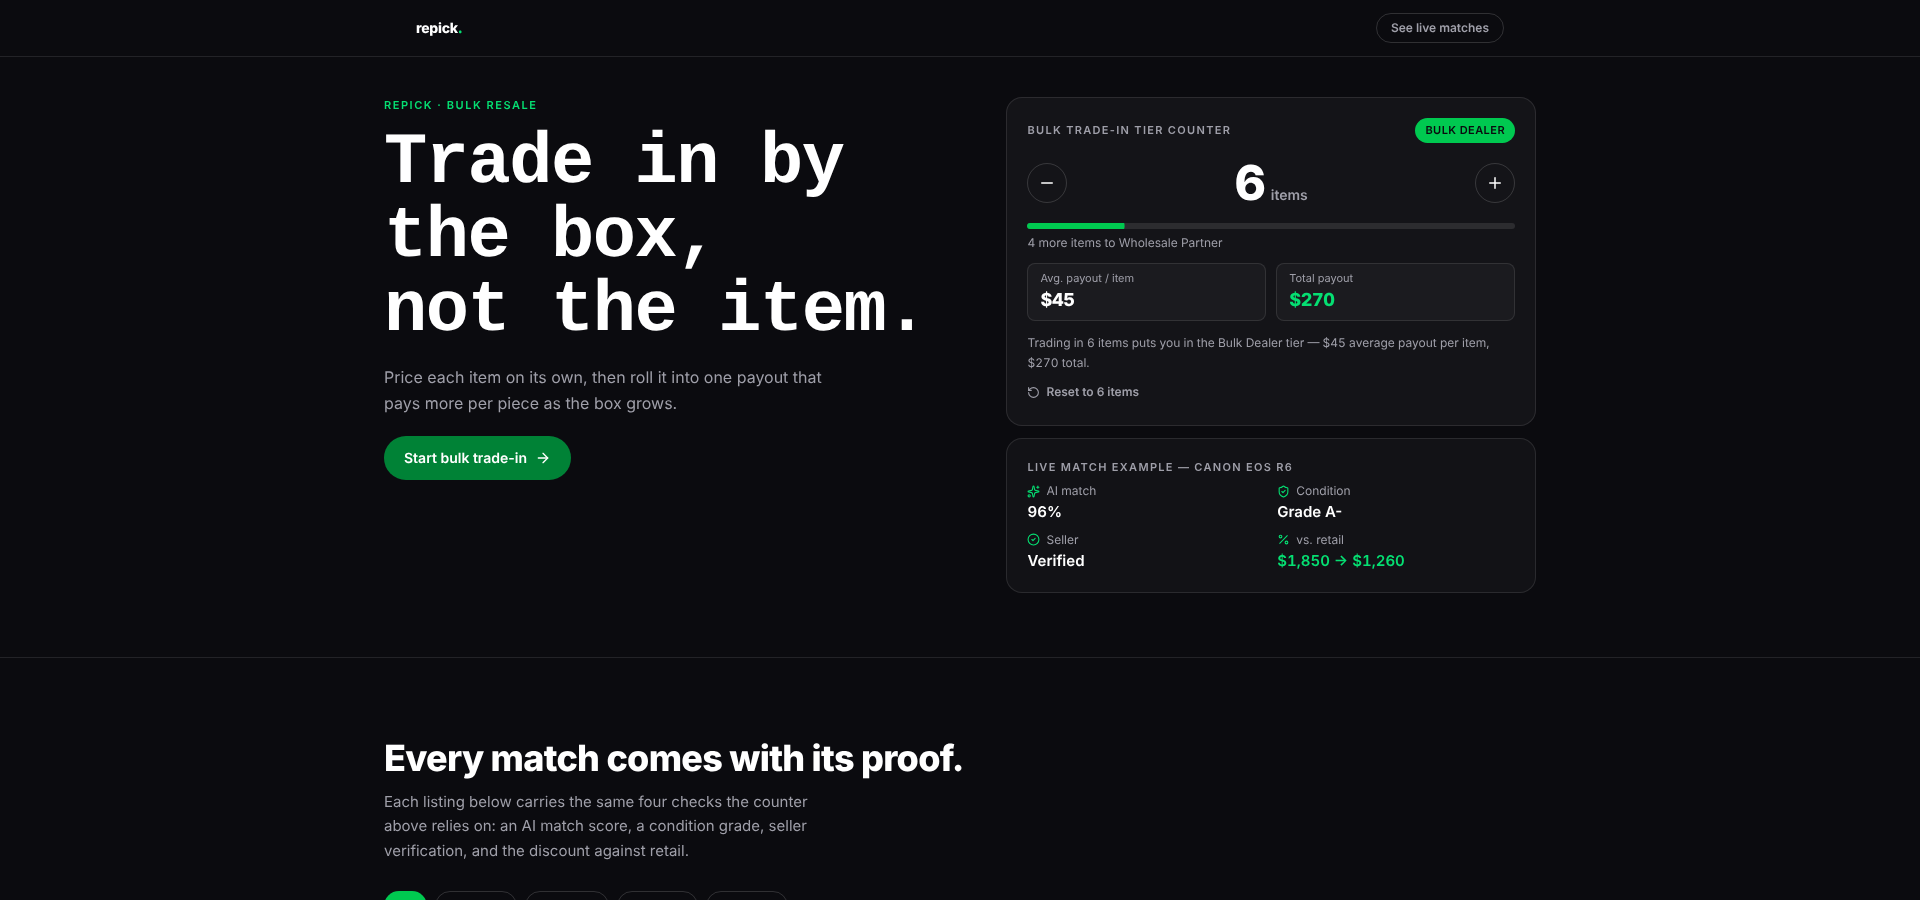 repick.
See live matches
REPICK · BULK RESALE
Trade in by
the box,
not the item.
Price each item on its own, then roll it into one payout that
pays more per piece as the box grows.
Start bulk trade-in →
BULK TRADE-IN TIER COUNTER
BULK DEALER
6 items
4 more items to Wholesale Partner
Avg. payout / item
$45
Total payout
$270
Trading in 6 items puts you in the Bulk Dealer tier — $45 average payout per item,
$270 total.
Reset to 6 items
LIVE MATCH EXAMPLE — CANON EOS R6
AI match
96%
Condition
Grade A-
Seller
Verified
vs. retail
$1,850 → $1,260
Every match comes with its proof.
Each listing below carries the same four checks the counter
above relies on: an AI match score, a condition grade, seller
verification, and the discount against retail.